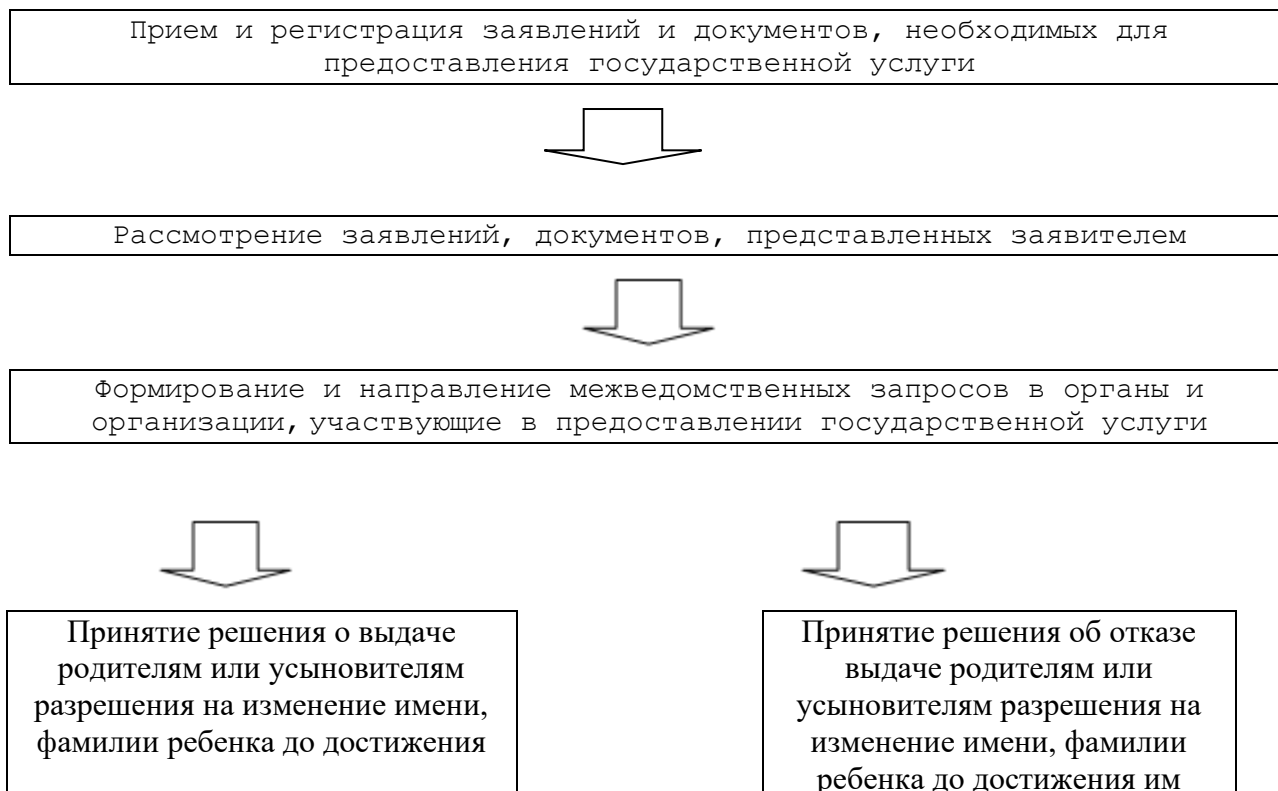 Прием и регистрация заявлений и документов, необходимых для
предоставления государственной услуги
Рассмотрение заявлений, документов, представленных заявителем
Формирование и направление межведомственных запросов в органы и
организации, участвующие в предоставлении государственной услуги
Принятие решения о выдаче
родителям или усыновителям
разрешения на изменение имени,
фамилии ребенка до достижения
Принятие решения об отказе
выдаче родителям или
усыновителям разрешения на
изменение имени, фамилии
ребенка до достижения им